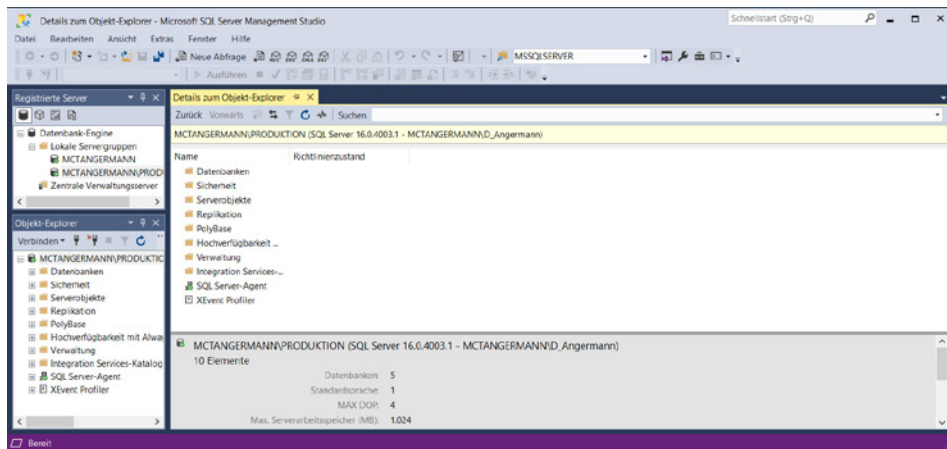 Details zum Objekt-Explorer - Microsoft SQL Server Management Studio
Schnellstart (Strg+Q)
Datei Bearbeiten Ansicht Extras Fenster Hilfe
Neue Abfrage
MSSQLSERVER
Ausführen
Registrierte Server
Datenbank-Engine
Lokale Servergruppen
MCTANGERMANN
MCTANGERMANN\PROD
Zentrale Verwaltungsserver
Objekt-Explorer
Verbinden
MCTANGERMANN\PRODUKTIC
Datenbanken
Sicherheit
Serverobjekte
Replikation
PolyBase
Hochverfügbarkeit mit Alwa
Verwaltung
Integration Services-Katalog
SQL Server-Agent
XEvent Profiler
Details zum Objekt-Explorer
Zurück Vorwärts Suchen
MCTANGERMANN\PRODUKTION (SQL Server 16.0.4003.1 - MCTANGERMANN\D_Angermann)
Name Richtlinienzustand
Datenbanken
Sicherheit
Serverobjekte
Replikation
PolyBase
Hochverfügbarkeit ...
Verwaltung
Integration Services-...
SQL Server-Agent
XEvent Profiler
MCTANGERMANN\PRODUKTION (SQL Server 16.0.4003.1 - MCTANGERMANN\D_Angermann)
10 Elemente
Datenbanken: 5
Standardsprache: 1
MAX DOP: 4
Max. Serverarbeitsspeicher (MB): 1.024
Bereit